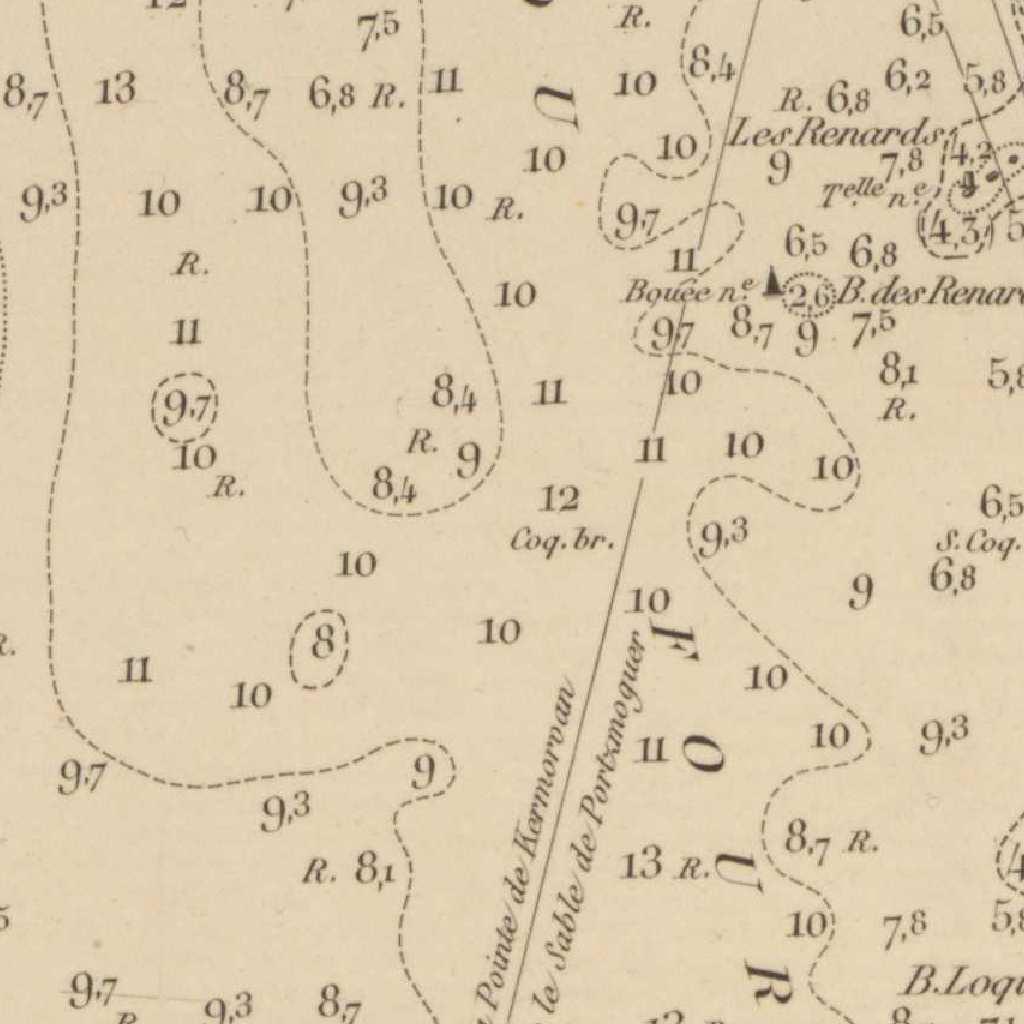 12
7,5
R.
6,5
8,7
13
8,7
6,8 R.
11
U
10
8,4
R. 6,8
6,2
5,8
Les Renards
10
10
9
7,8
4,2
Telle n.e
4
9,3
10
10
9,3
10
R.
9,7
4,3
5
R.
11
6,5
6,8
10
Bouée n.e
2,6
B. des Renar
11
9,7
8,7
9
7,5
9,7
8,4
11
10
8,1
5,8
R.
10
R.
9
11
10
10
R.
8,4
12
6,5
Coq. br.
9,3
S. Coq.
10
9
6,8
10
8
10
F
R.
11
10
10
11
O
10
9,3
9,7
9
9,3
Pointe de Kermorvan
le Sable de Portzmoguer
8,7 R.
R. 8,1
13 R.
U
4
5
10
7,8
5,8
9,7
R
B. Loqu
R.
9,3
8,7